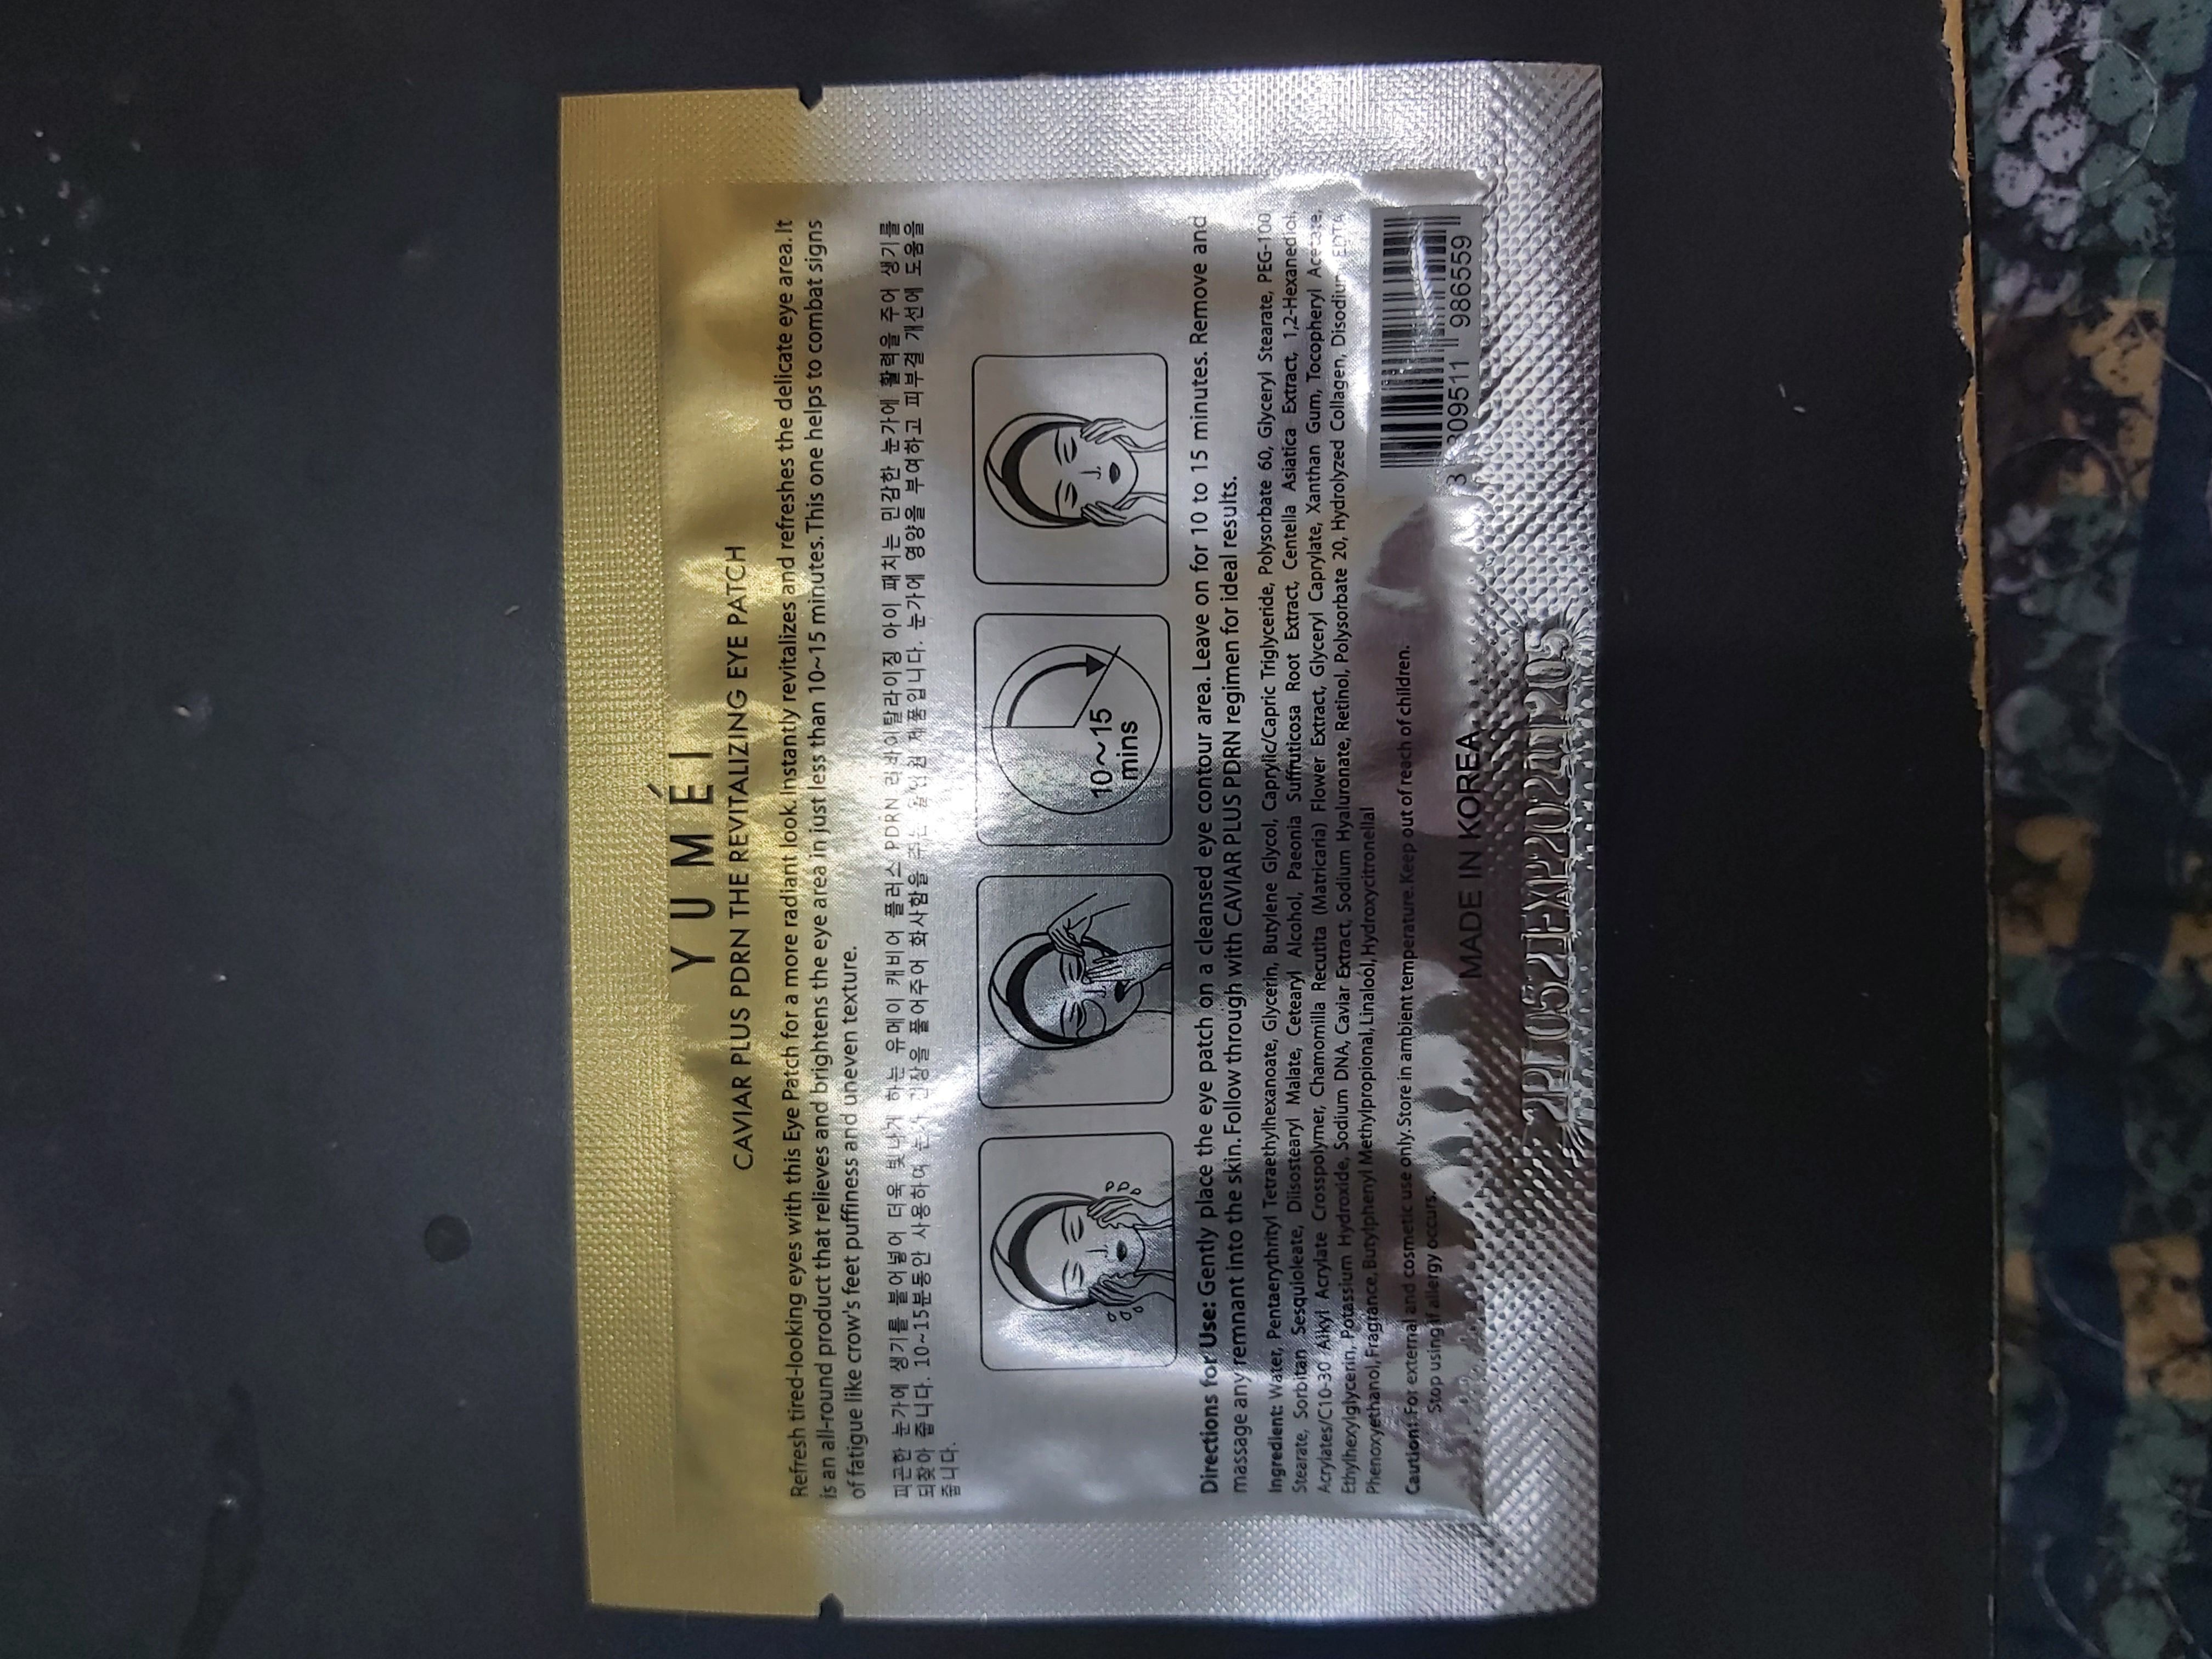 YUMÉI
CAVIAR PLUS PDRN THE REVITALIZING EYE PATCH
Refresh tired-looking eyes with this Eye Patch for a more radiant look.Instantly revitalizes and refreshes the delicate eye area.It
is an all-round product that relieves and brightens the eye area in just less than 10~15 minutes.This one helps to combat signs
of fatigue like crow's feet puffiness and uneven texture.
피곤한 눈가에 생기를 불어넣어 더욱 빛나게 하는 유메이 캐비어 플러스 PDRN 리바이탈라이징 아이 패치는 민감한 눈가에 활력을 주어 생기를
되찾아 줍니다. 10~15분동안 사용하여 눈가 긴장을 풀어주어 화사함을 주는 올인원 제품입니다. 눈가에 영양을 부여하고 피부결 개선에 도움을
줍니다.
10~15
mins
Directions for Use: Gently place the eye patch on a cleansed eye contour area. Leave on for 10 to 15 minutes. Remove and
massage any remnant into the skin. Follow through with CAVIAR PLUS PDRN regimen for ideal results.
Ingredient: Water, Pentaerythrityl Tetraethylhexanoate, Glycerin, Butylene Glycol, Caprylic/Capric Triglyceride, Polysorbate 60, Glyceryl Stearate, PEG-100
Stearate, Sorbitan Sesquioleate, Diisostearyl Malate, Cetearyl Alcohol, Paeonia Suffruticosa Root Extract, Centella Asiatica Extract, 1,2-Hexanediol,
Acrylates/C10-30 Alkyl Acrylate Crosspolymer, Chamomilla Recutita (Matricaria) Flower Extract, Glyceryl Caprylate, Xanthan Gum, Tocopheryl Acetate,
Ethylhexylglycerin, Potassium Hydroxide, Sodium DNA, Caviar Extract, Sodium Hyaluronate, Retinol, Polysorbate 20, Hydrolyzed Collagen, Disodium EDTA,
Phenoxyethanol, Fragrance, Butylphenyl Methylpropional, Linalool, Hydroxycitronellal
Caution: For external and cosmetic use only. Store in ambient temperature. Keep out of reach of children.
Stop using if allergy occurs.
MADE IN KOREA
8 809511 986559